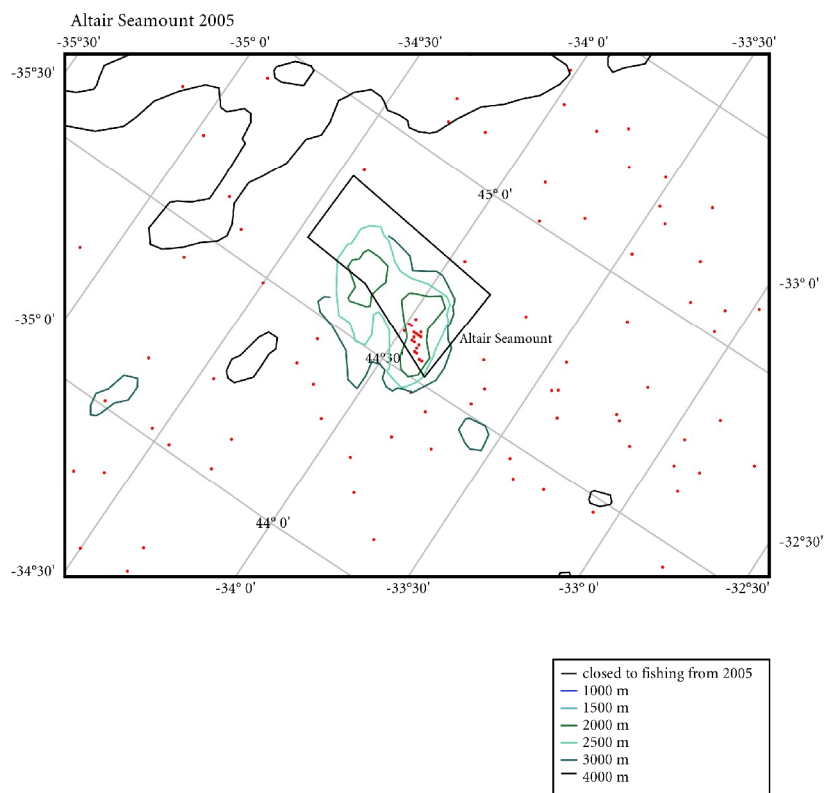 Altair Seamount 2005
-35°30' -35° 0' -34°30' -34° 0' -33°30'
-35°30'
45° 0'
-33° 0'
-35° 0'
Altair Seamount
44°30'
44° 0'
-32°30'
-34°30'
-34° 0' -33°30' -33° 0' -32°30'
closed to fishing from 2005
1000 m
1500 m
2000 m
2500 m
3000 m
4000 m